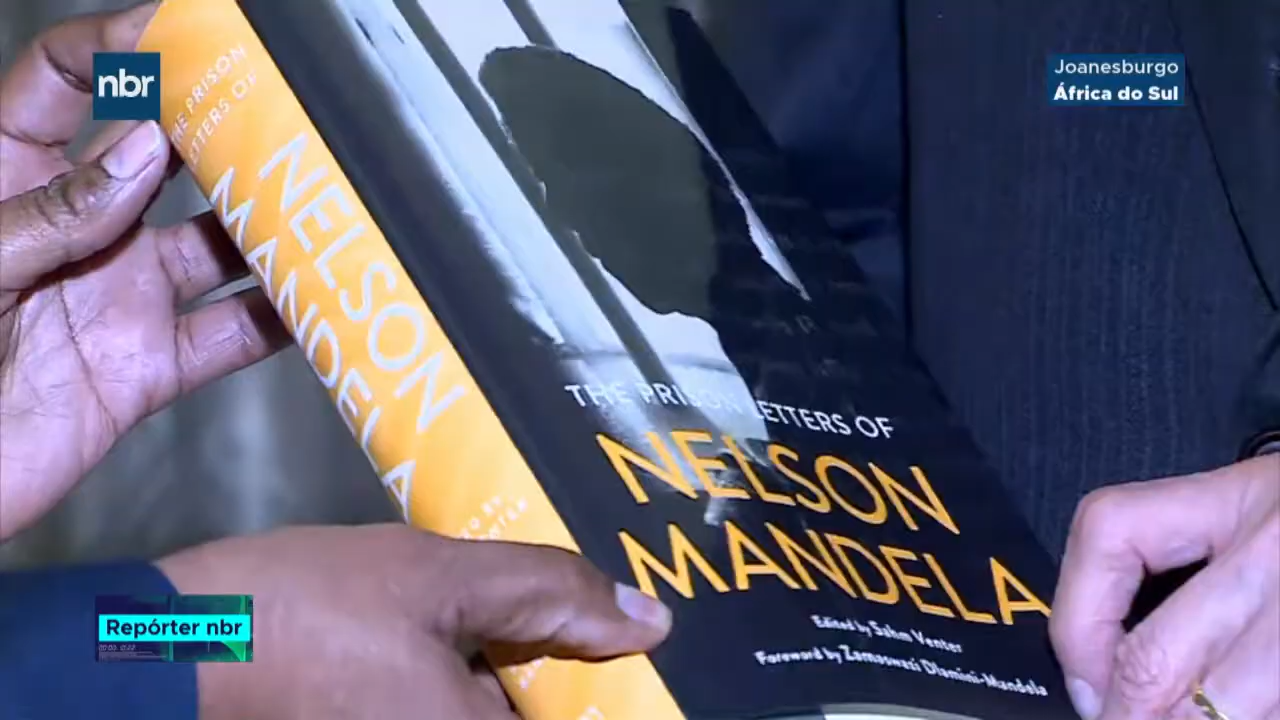 nbr
Joanesburgo
África do Sul
THE PRISON
LETTERS OF
NELSON
MANDELA
THE PRISON LETTERS OF
NELSON
MANDELA
Edited by Sahm Venter
Foreword by Zamaswazi Dlamini-Mandela
Repórter nbr